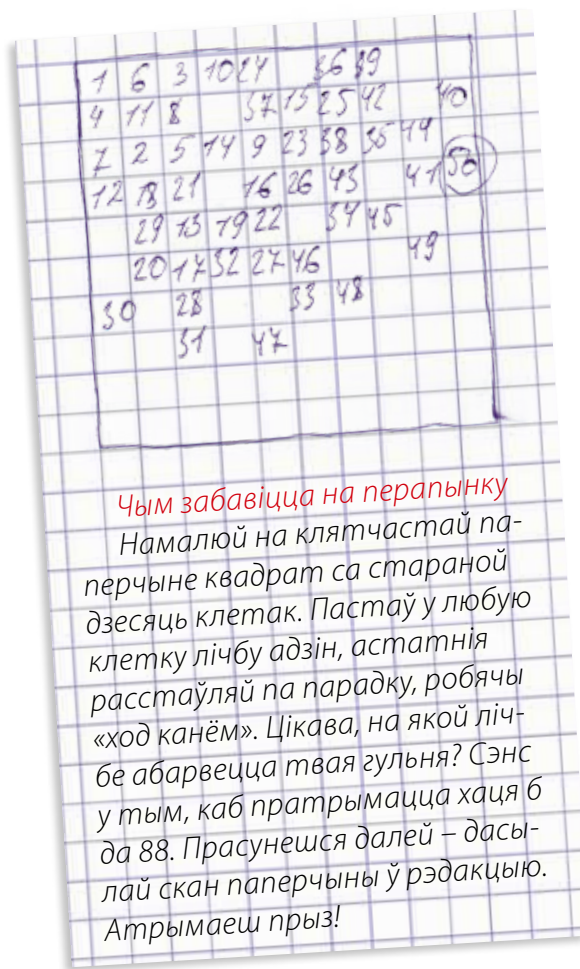 1 6 3 10 24 36 39
4 11 8 37 15 25 42 40
7 2 5 14 9 23 38 35 44
12 18 21 16 26 43 41 50
29 13 19 22 34 45
20 17 32 27 46 49
30 28 33 48
31 47
Чым забавіцца на перапынку
Намалюй на клятчастай па-
перчыне квадрат са стараной
дзесяць клетак. Пастаў у любую
клетку лічбу адзін, астатнія
расстаўляй па парадку, робячы
«ход канём». Цікава, на якой ліч-
бе абарвецца твая гульня? Сэнс
у тым, каб пратрымацца хаця б
да 88. Прасунешся далей – дасы-
лай скан паперчыны ў рэдакцыю.
Атрымаеш прыз!